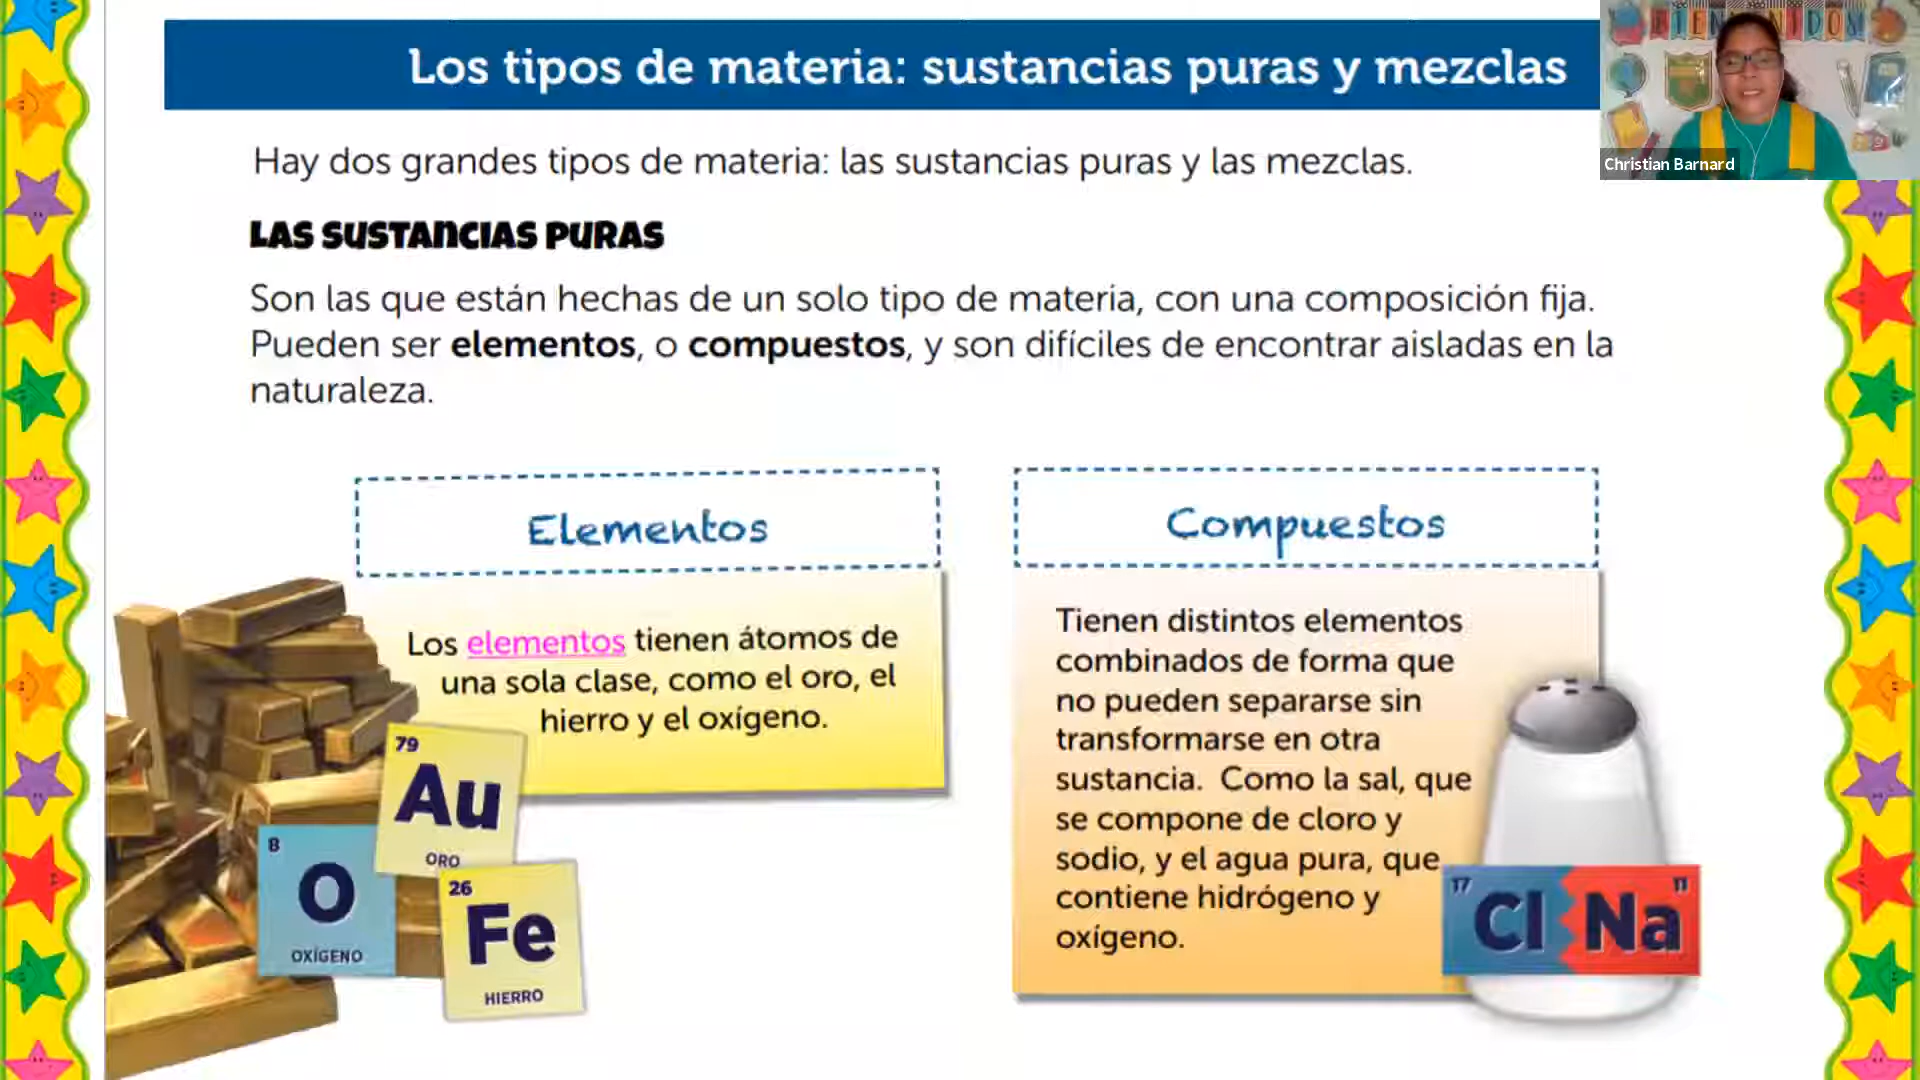 Los tipos de materia: sustancias puras y mezclas
BIENVENIDOS!
Christian Barnard
Hay dos grandes tipos de materia: las sustancias puras y las mezclas.
LAS SUSTANCIAS PURAS
Son las que están hechas de un solo tipo de materia, con una composición fija.
Pueden ser elementos, o compuestos, y son difíciles de encontrar aisladas en la
naturaleza.
Elementos
Los elementos tienen átomos de
una sola clase, como el oro, el
hierro y el oxígeno.
79
Au
ORO
8
O
OXÍGENO
26
Fe
HIERRO
Compuestos
Tienen distintos elementos
combinados de forma que
no pueden separarse sin
transformarse en otra
sustancia. Como la sal, que
se compone de cloro y
sodio, y el agua pura, que
contiene hidrógeno y
oxígeno.
17 11
Cl Na